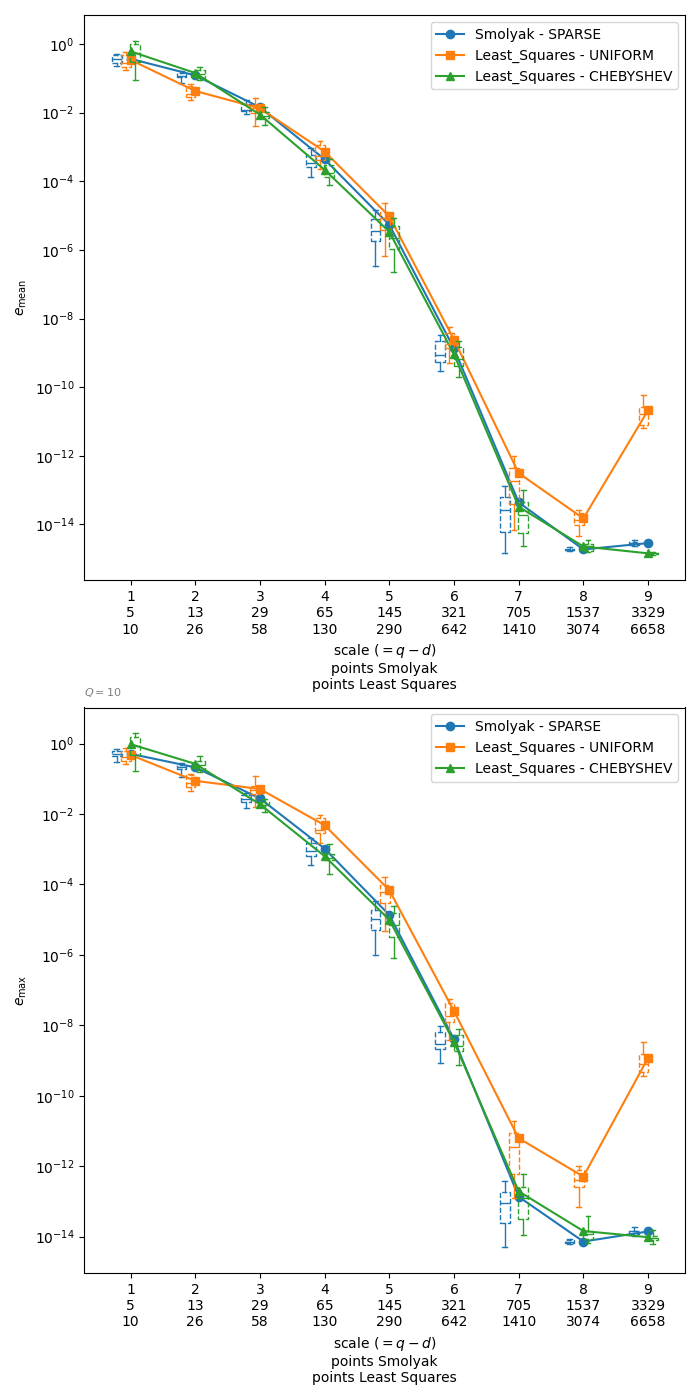 Smolyak - SPARSE
Least_Squares - UNIFORM
Least_Squares - CHEBYSHEV
10^0
10^{-2}
10^{-4}
10^{-6}
10^{-8}
10^{-10}
10^{-12}
10^{-14}
e_mean
1 2 3 4 5 6 7 8 9
5 13 29 65 145 321 705 1537 3329
10 26 58 130 290 642 1410 3074 6658
scale (= q − d)
points Smolyak
points Least Squares
Q = 10
Smolyak - SPARSE
Least_Squares - UNIFORM
Least_Squares - CHEBYSHEV
10^0
10^{-2}
10^{-4}
10^{-6}
10^{-8}
10^{-10}
10^{-12}
10^{-14}
e_max
1 2 3 4 5 6 7 8 9
5 13 29 65 145 321 705 1537 3329
10 26 58 130 290 642 1410 3074 6658
scale (= q − d)
points Smolyak
points Least Squares